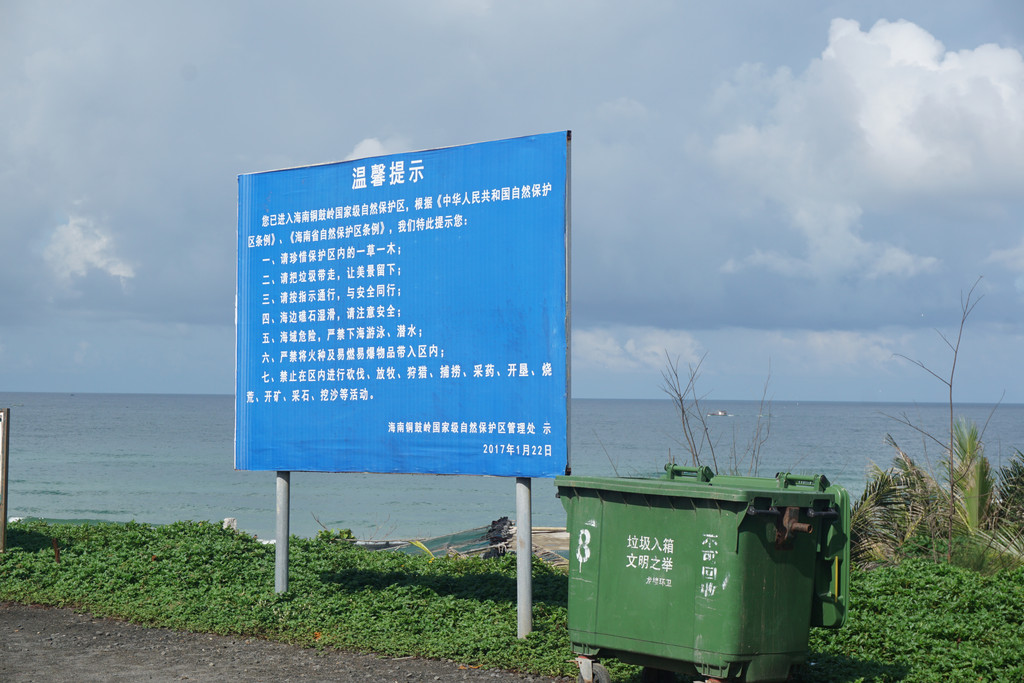 温馨提示
您已进入海南铜鼓岭国家级自然保护区，根据《中华人民共和国自然保护
区条例》、《海南省自然保护区条例》，我们特此提示您：
一、请珍惜保护区内的一草一木；
二、请把垃圾带走，让美景留下；
三、请按指示通行，与安全同行；
四、海边礁石湿滑，请注意安全；
五、海域危险，严禁下海游泳、潜水；
六、严禁将火种及易燃易爆物品带入区内；
七、禁止在区内进行砍伐、放牧、狩猎、捕捞、采药、开垦、烧
荒、开矿、采石、挖沙等活动。
海南铜鼓岭国家级自然保护区管理处 示
2017年1月22日
8
垃圾入箱
文明之举
环卫
不可回收